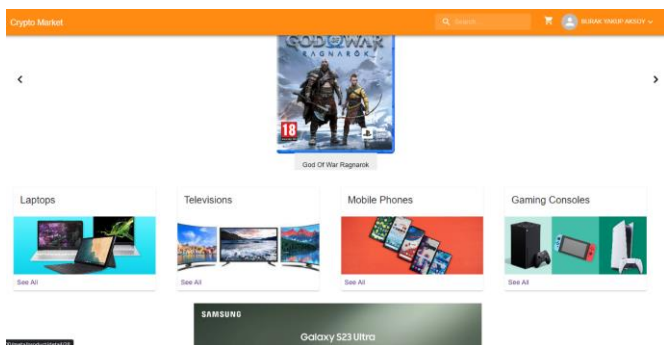 Crypto Market
Search
BURAK YAKUP AKSOY
GOD OF WAR
RAGNARÖK
18
God Of War Ragnarok
Laptops
Televisions
Mobile Phones
Gaming Consoles
See All
See All
See All
See All
SAMSUNG
Galaxy S23 Ultra